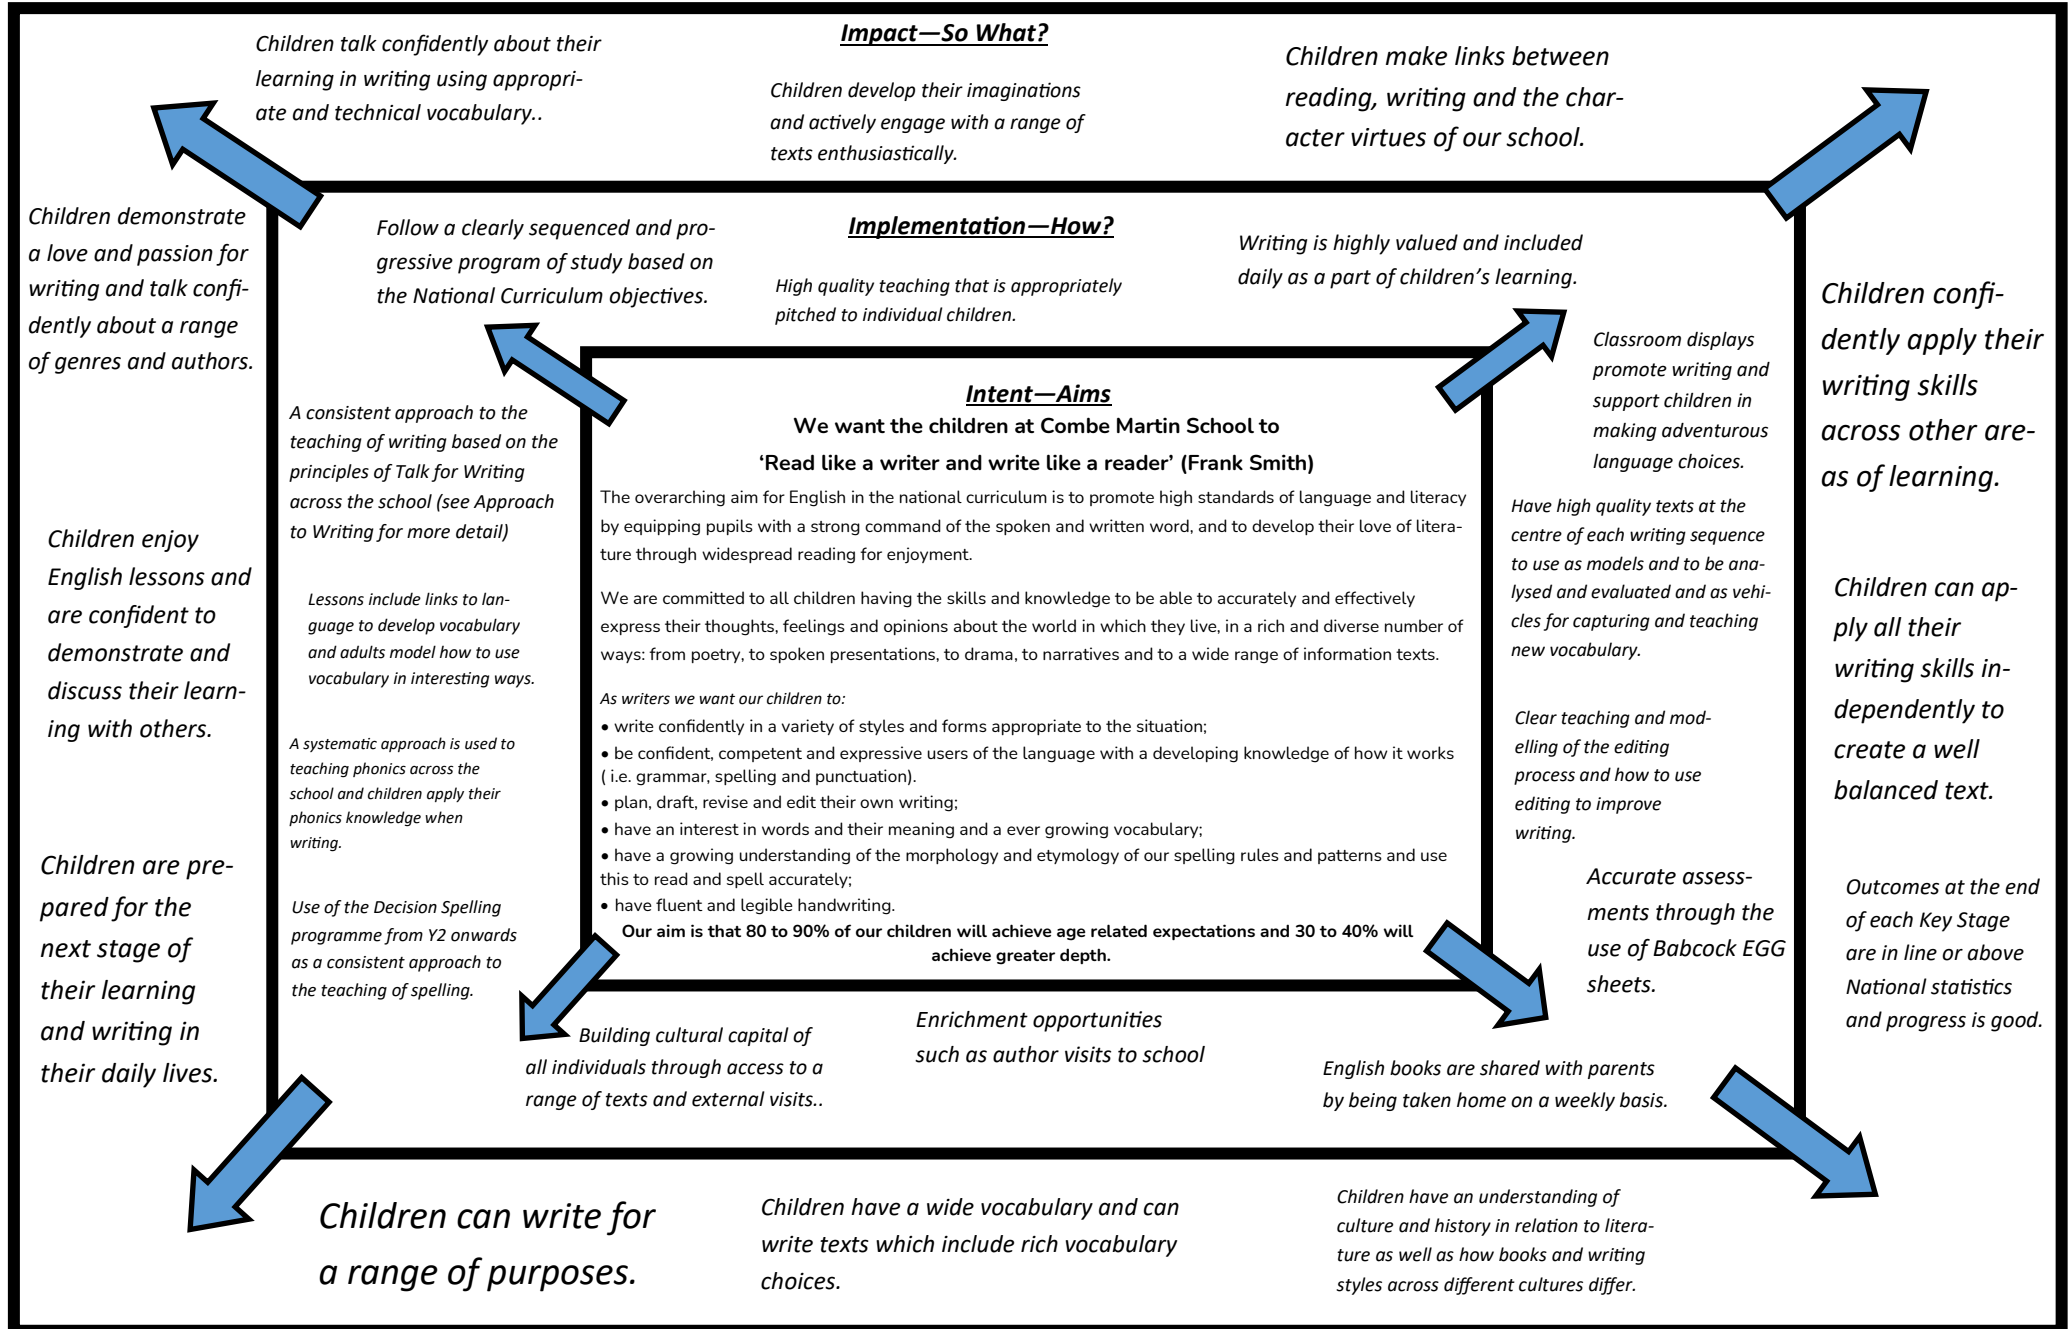 Impact—So What?
Children talk confidently about their
learning in writing using appropri-
ate and technical vocabulary..
Children develop their imaginations
and actively engage with a range of
texts enthusiastically.
Children make links between
reading, writing and the char-
acter virtues of our school.
Children demonstrate
a love and passion for
writing and talk confi-
dently about a range
of genres and authors.
Children enjoy
English lessons and
are confident to
demonstrate and
discuss their learn-
ing with others.
Children are pre-
pared for the
next stage of
their learning
and writing in
their daily lives.
Implementation—How?
Follow a clearly sequenced and pro-
gressive program of study based on
the National Curriculum objectives.
High quality teaching that is appropriately
pitched to individual children.
Writing is highly valued and included
daily as a part of children’s learning.
A consistent approach to the
teaching of writing based on the
principles of Talk for Writing
across the school (see Approach
to Writing for more detail)
Lessons include links to lan-
guage to develop vocabulary
and adults model how to use
vocabulary in interesting ways.
A systematic approach is used to
teaching phonics across the
school and children apply their
phonics knowledge when
writing.
Use of the Decision Spelling
programme from Y2 onwards
as a consistent approach to
the teaching of spelling.
Intent—Aims
We want the children at Combe Martin School to
‘Read like a writer and write like a reader’ (Frank Smith)
The overarching aim for English in the national curriculum is to promote high standards of language and literacy
by equipping pupils with a strong command of the spoken and written word, and to develop their love of litera-
ture through widespread reading for enjoyment.
We are committed to all children having the skills and knowledge to be able to accurately and effectively
express their thoughts, feelings and opinions about the world in which they live, in a rich and diverse number of
ways: from poetry, to spoken presentations, to drama, to narratives and to a wide range of information texts.
As writers we want our children to:
• write confidently in a variety of styles and forms appropriate to the situation;
• be confident, competent and expressive users of the language with a developing knowledge of how it works
( i.e. grammar, spelling and punctuation).
• plan, draft, revise and edit their own writing;
• have an interest in words and their meaning and a ever growing vocabulary;
• have a growing understanding of the morphology and etymology of our spelling rules and patterns and use
this to read and spell accurately;
• have fluent and legible handwriting.
Our aim is that 80 to 90% of our children will achieve age related expectations and 30 to 40% will
achieve greater depth.
Classroom displays
promote writing and
support children in
making adventurous
language choices.
Have high quality texts at the
centre of each writing sequence
to use as models and to be ana-
lysed and evaluated and as vehi-
cles for capturing and teaching
new vocabulary.
Clear teaching and mod-
elling of the editing
process and how to use
editing to improve
writing.
Accurate assess-
ments through the
use of Babcock EGG
sheets.
Building cultural capital of
all individuals through access to a
range of texts and external visits..
Enrichment opportunities
such as author visits to school
English books are shared with parents
by being taken home on a weekly basis.
Children confi-
dently apply their
writing skills
across other are-
as of learning.
Children can ap-
ply all their
writing skills in-
dependently to
create a well
balanced text.
Outcomes at the end
of each Key Stage
are in line or above
National statistics
and progress is good.
Children can write for
a range of purposes.
Children have a wide vocabulary and can
write texts which include rich vocabulary
choices.
Children have an understanding of
culture and history in relation to litera-
ture as well as how books and writing
styles across different cultures differ.